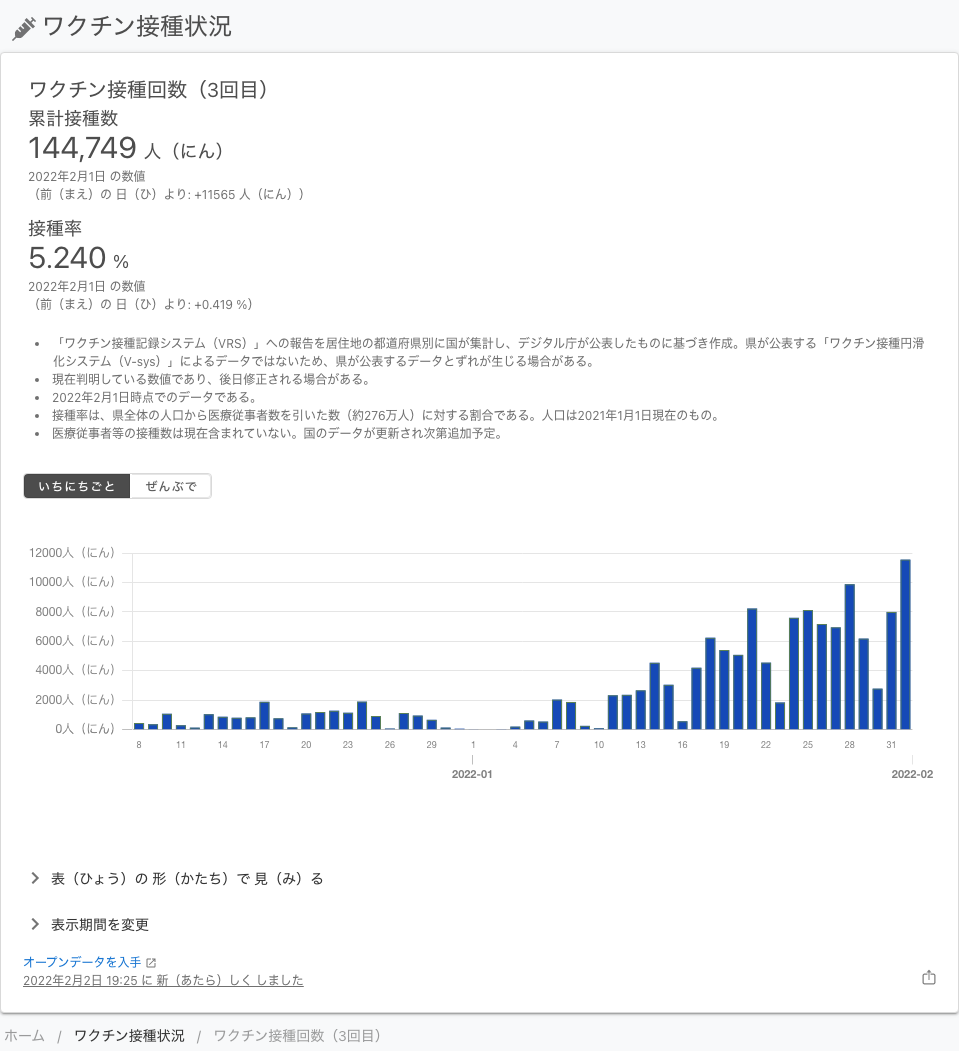 ワクチン接種状況
ワクチン接種回数（3回目）
累計接種数
144,749 人（にん）
2022年2月1日 の数値
（前（まえ）の 日（ひ）より: +11565 人（にん））
接種率
5.240 %
2022年2月1日 の数値
（前（まえ）の 日（ひ）より: +0.419 %）
• 「ワクチン接種記録システム（VRS）」への報告を居住地の都道府県別に国が集計し、デジタル庁が公表したものに基づき作成。県が公表する「ワクチン接種円滑
化システム（V-sys）」によるデータではないため、県が公表するデータとずれが生じる場合がある。
• 現在判明している数値であり、後日修正される場合がある。
• 2022年2月1日時点でのデータである。
• 接種率は、県全体の人口から医療従事者数を引いた数（約276万人）に対する割合である。人口は2021年1月1日現在のもの。
• 医療従事者等の接種数は現在含まれていない。国のデータが更新され次第追加予定。
いちにちごと ぜんぶで
12000人（にん）
10000人（にん）
8000人（にん）
6000人（にん）
4000人（にん）
2000人（にん）
0人（にん）
8 11 14 17 20 23 26 29 1 4 7 10 13 16 19 22 25 28 31
2022-01 2022-02
表（ひょう）の 形（かたち）で 見（み）る
表示期間を変更
オープンデータを入手
2022年2月2日 19:25 に 新（あたら）しく しました
ホーム / ワクチン接種状況 / ワクチン接種回数（3回目）